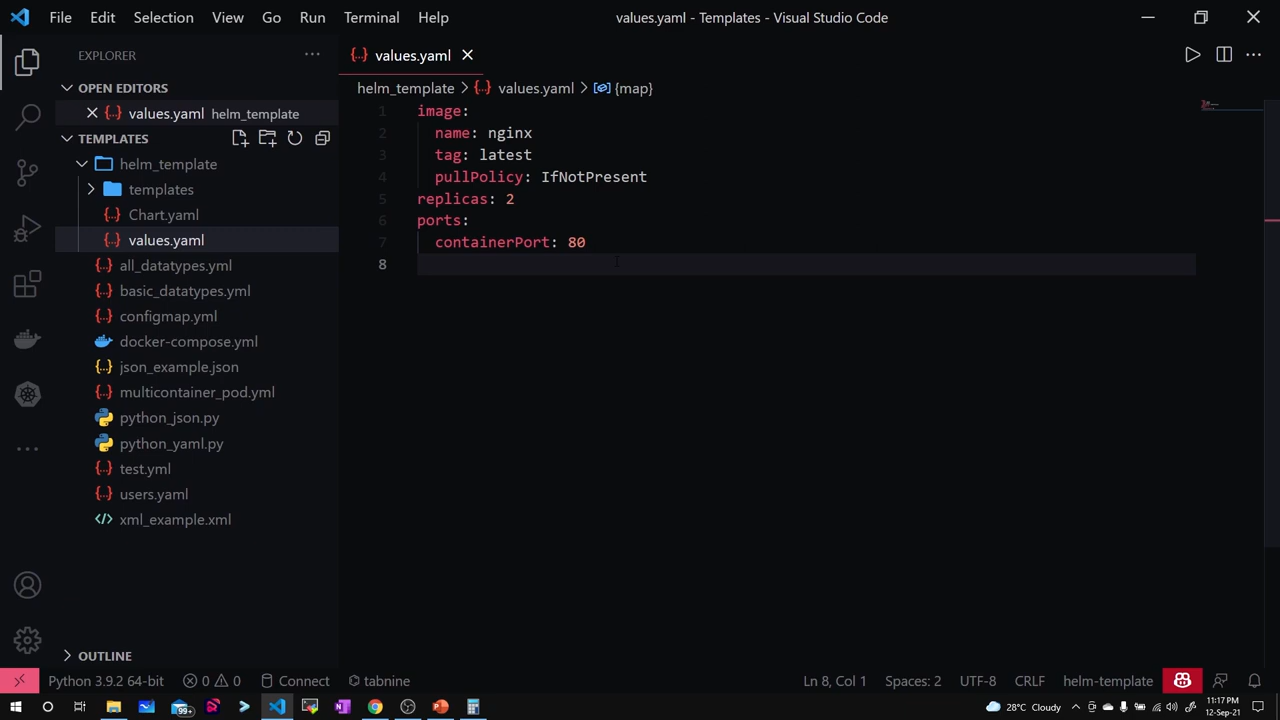 File Edit Selection View Go Run Terminal Help values.yaml - Templates - Visual Studio Code
EXPLORER
OPEN EDITORS
values.yaml helm_template
TEMPLATES
helm_template
templates
Chart.yaml
values.yaml
all_datatypes.yml
basic_datatypes.yml
configmap.yml
docker-compose.yml
json_example.json
multicontainer_pod.yml
python_json.py
python_yaml.py
test.yml
users.yaml
xml_example.xml
OUTLINE
values.yaml
helm_template > values.yaml > {map}
1 image:
2 name: nginx
3 tag: latest
4 pullPolicy: IfNotPresent
5 replicas: 2
6 ports:
7 containerPort: 80
8
Python 3.9.2 64-bit 0 0 Connect tabnine Ln 8, Col 1 Spaces: 2 UTF-8 CRLF helm-template
99+ 28°C Cloudy 11:17 PM
12-Sep-21